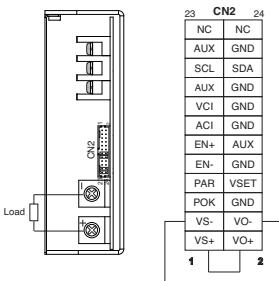 23 CN2 24
NC NC
AUX GND
SCL SDA
AUX GND
VCI GND
ACI GND
EN+ AUX
EN- GND
PAR VSET
POK GND
VS- VO-
VS+ VO+
1 2
CN2
Load
-
+